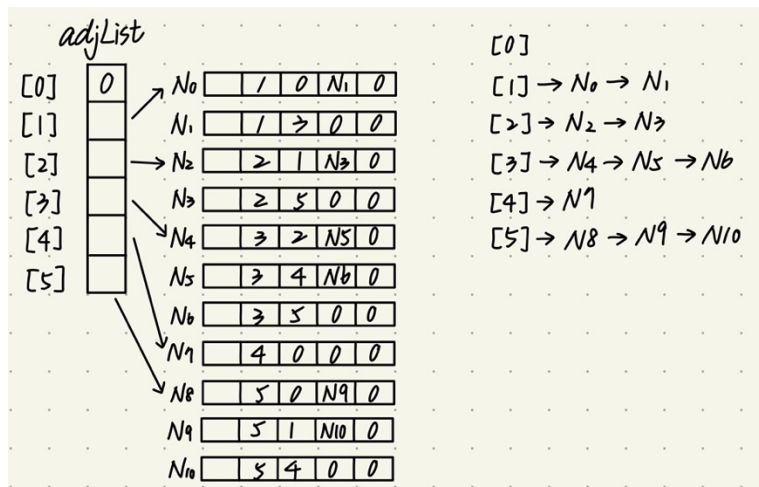 adjList
[0] 0
[1]
[2]
[3]
[4]
[5]
N0 1 0 N1 0
N1 1 3 0 0
N2 2 1 N3 0
N3 2 5 0 0
N4 3 2 N5 0
N5 3 4 N6 0
N6 3 5 0 0
N7 4 0 0 0
N8 5 0 N9 0
N9 5 1 N10 0
N10 5 4 0 0
[0]
[1] → N0 → N1
[2] → N2 → N3
[3] → N4 → N5 → N6
[4] → N7
[5] → N8 → N9 → N10